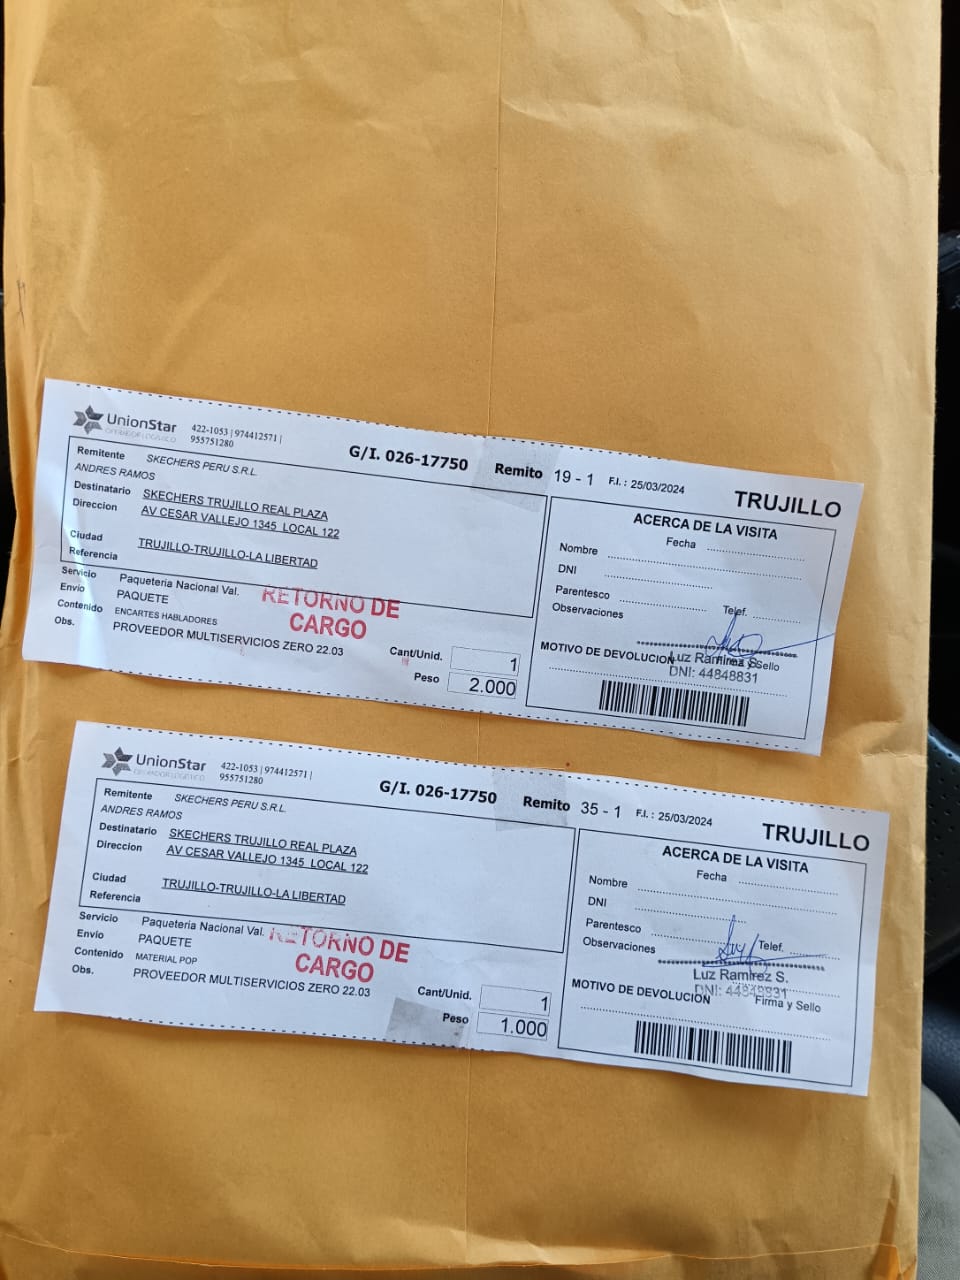 UnionStar
OPERADOR LOGISTICO
422-1053 | 974412571 |
955751280
G/I. 026-17750
Remito 19 - 1
F.I. : 25/03/2024
TRUJILLO
Remitente SKECHERS PERU S.R.L.
ANDRES RAMOS
Destinatario SKECHERS TRUJILLO REAL PLAZA
Direccion AV CESAR VALLEJO 1345 LOCAL 122
Ciudad TRUJILLO-TRUJILLO-LA LIBERTAD
Referencia
Servicio Paqueteria Nacional Val.
Envio PAQUETE
Contenido ENCARTES HABLADORES
Obs. PROVEEDOR MULTISERVICIOS ZERO 22.03
RETORNO DE
CARGO
Cant/Unid. 1
Peso 2.000
ACERCA DE LA VISITA
Fecha
Nombre
DNI
Parentesco
Telef.
Observaciones
MOTIVO DE DEVOLUCION
Luz Ramirez S.
Firma y Sello
DNI: 44848831
UnionStar
OPERADOR LOGISTICO
422-1053 | 974412571 |
955751280
G/I. 026-17750
Remito 35 - 1
F.I. : 25/03/2024
TRUJILLO
Remitente SKECHERS PERU S.R.L.
ANDRES RAMOS
Destinatario SKECHERS TRUJILLO REAL PLAZA
Direccion AV CESAR VALLEJO 1345 LOCAL 122
Ciudad TRUJILLO-TRUJILLO-LA LIBERTAD
Referencia
Servicio Paqueteria Nacional Val.
Envio PAQUETE
Contenido MATERIAL POP
Obs. PROVEEDOR MULTISERVICIOS ZERO 22.03
RETORNO DE
CARGO
Cant/Unid. 1
Peso 1.000
ACERCA DE LA VISITA
Fecha
Nombre
DNI
Parentesco
Telef.
Observaciones
Luz Ramirez S.
MOTIVO DE DEVOLUCION
DNI: 44848831
Firma y Sello